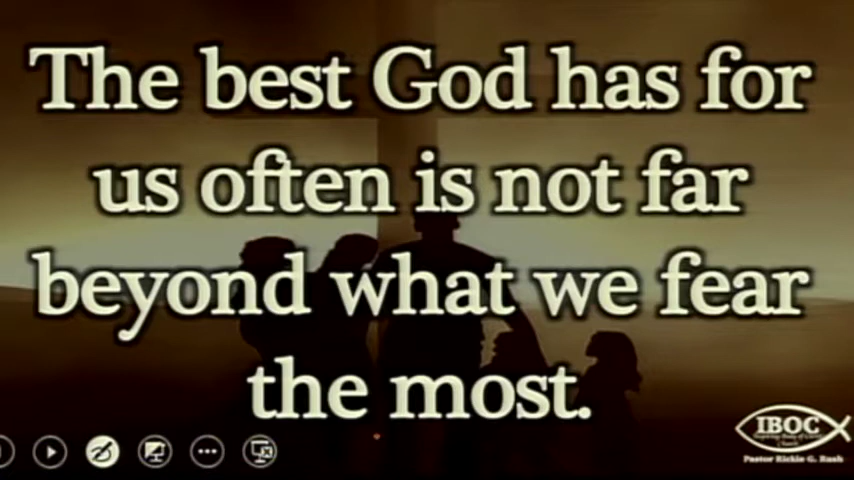 The best God has for
us often is not far
beyond what we fear
the most.
IBOC
Pastor Rickie G. Rush